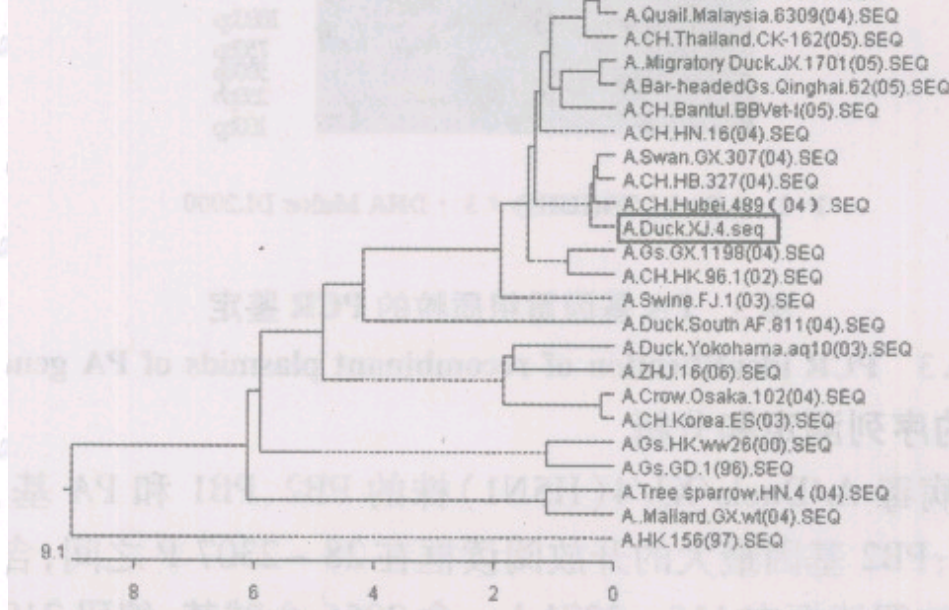 A.Quail.Malaysia.6309(04).SEQ
A.CH.Thailand.CK-162(05).SEQ
A..Migratory Duck.JX.1701(05).SEQ
A.Bar-headedGs.Qinghai.62(05).SEQ
A.CH.Bantul.BBVet-I(05).SEQ
A.CH.HN.16(04).SEQ
A.Swan.GX.307(04).SEQ
A.CH.HB.327(04).SEQ
A.CH.Hubei.489(04).SEQ
A.Duck.XJ.4.seq
A.Gs.GX.1198(04).SEQ
A.CH.HK.96.1(02).SEQ
A.Swine.FJ.1(03).SEQ
A.Duck.South AF.811(04).SEQ
A.Duck.Yokohama.aq10(03).SEQ
A.ZHJ.16(06).SEQ
A.Crow.Osaka.102(04).SEQ
A.CH.Korea.ES(03).SEQ
A.Gs.HK.ww26(00).SEQ
A.Gs.GD.1(96).SEQ
A.Tree sparrow.HN.4 (04).SEQ
A..Mallard.GX.wt(04).SEQ
A.HK.156(97).SEQ
9.1
8 6 4 2 0